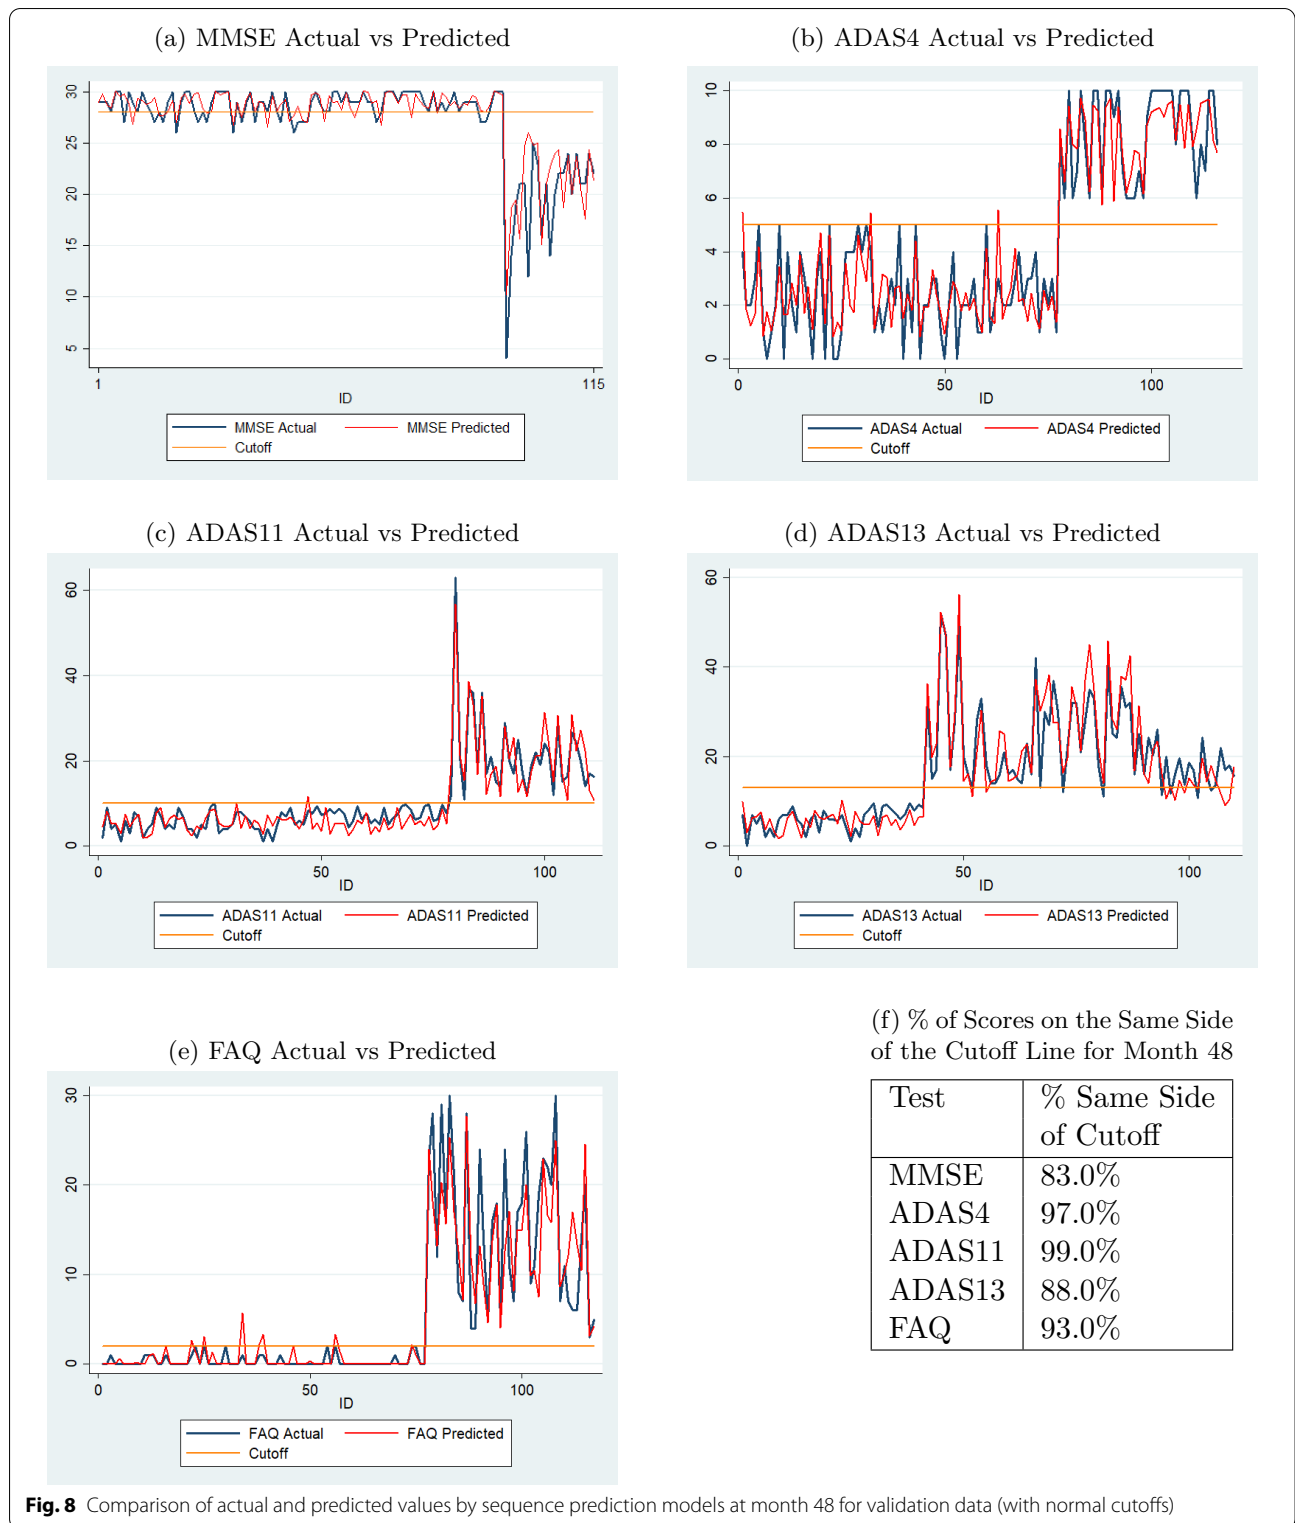 (a) MMSE Actual vs Predicted
30
25
20
15
10
5
1
115
ID
MMSE Actual
MMSE Predicted
Cutoff
(b) ADAS4 Actual vs Predicted
10
8
6
4
2
0
0
50
100
ID
ADAS4 Actual
ADAS4 Predicted
Cutoff
(c) ADAS11 Actual vs Predicted
60
40
20
0
0
50
100
ID
ADAS11 Actual
ADAS11 Predicted
Cutoff
(d) ADAS13 Actual vs Predicted
60
40
20
0
0
50
100
ID
ADAS13 Actual
ADAS13 Predicted
Cutoff
(e) FAQ Actual vs Predicted
30
20
10
0
0
50
100
ID
FAQ Actual
FAQ Predicted
Cutoff
(f) % of Scores on the Same Side
of the Cutoff Line for Month 48
Test % Same Side
of Cutoff
MMSE 83.0%
ADAS4 97.0%
ADAS11 99.0%
ADAS13 88.0%
FAQ 93.0%
Fig. 8 Comparison of actual and predicted values by sequence prediction models at month 48 for validation data (with normal cutoffs)